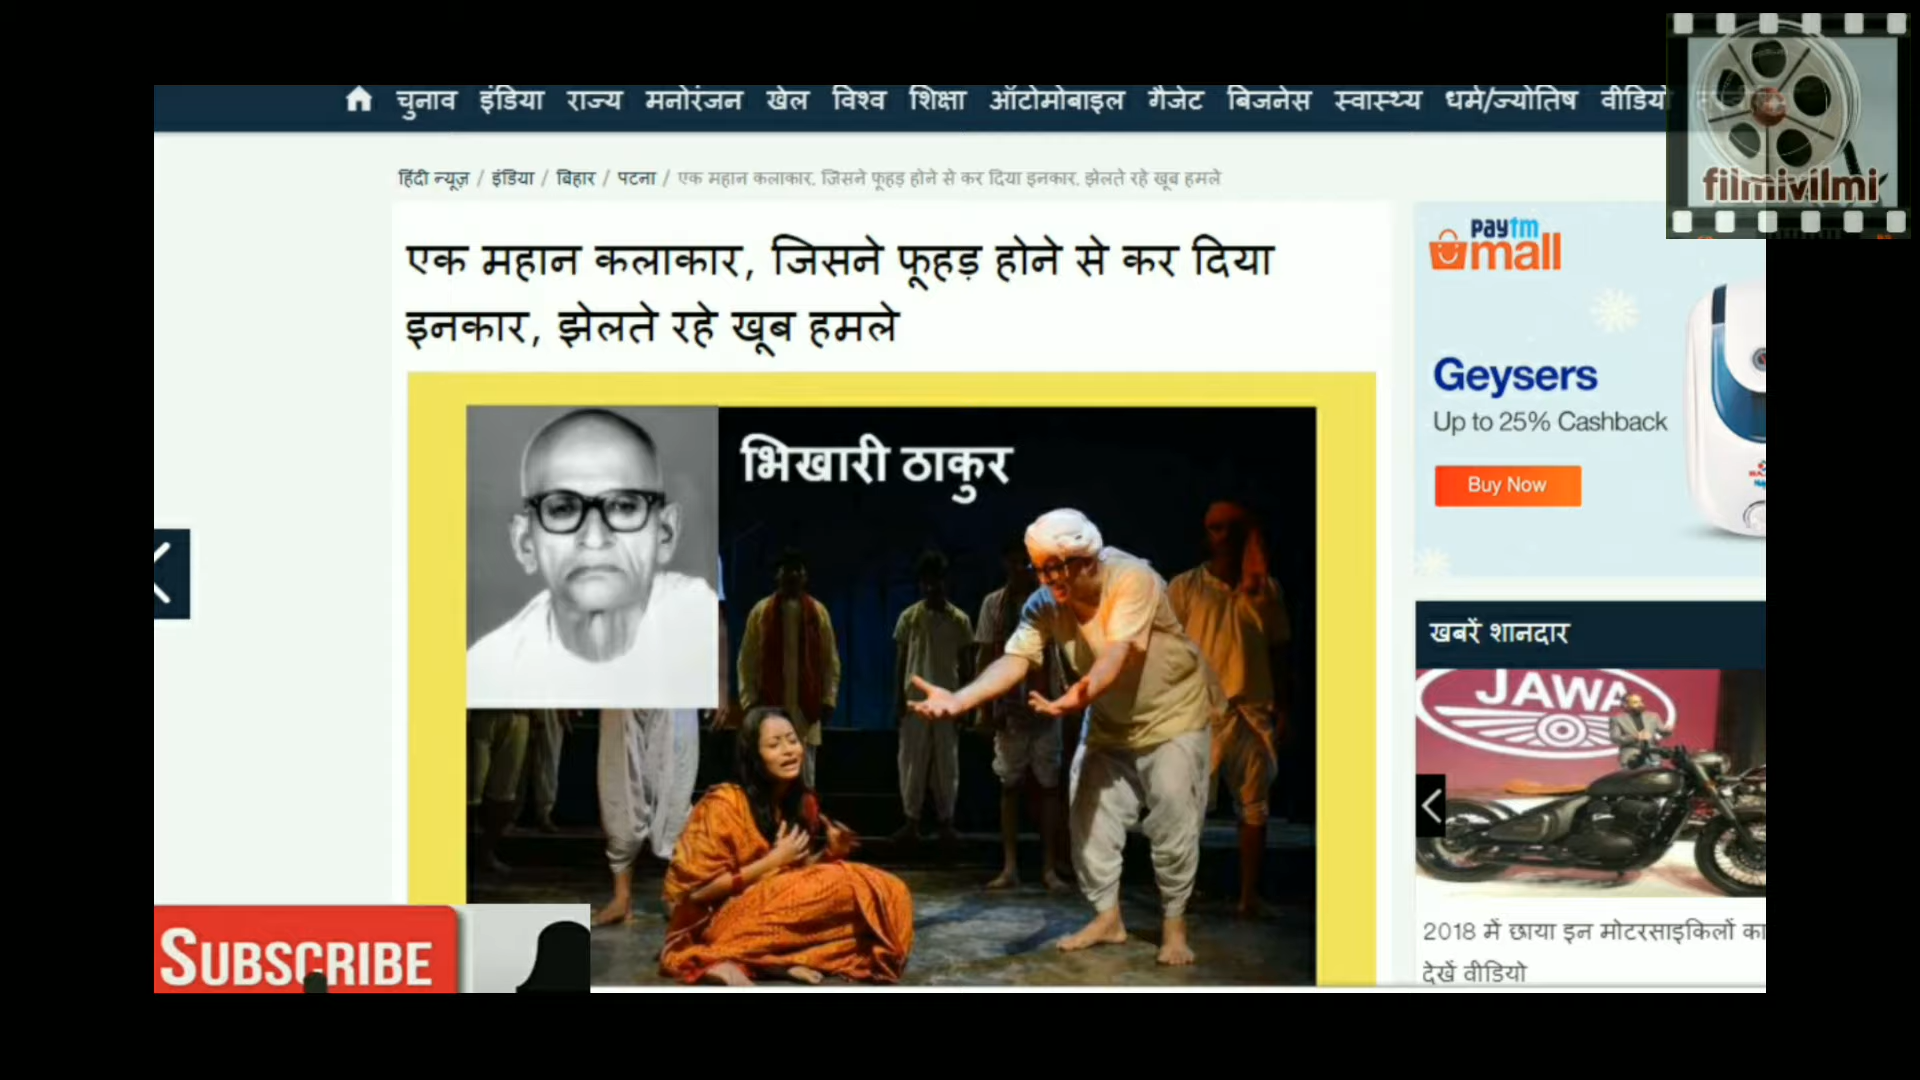 चुनाव इंडिया राज्य मनोरंजन खेल विश्व शिक्षा ऑटोमोबाइल गैजेट बिजनेस स्वास्थ्य धर्म/ज्योतिष वीडियो
filmivilmi
हिंदी न्यूज़ / इंडिया / बिहार / पटना / एक महान कलाकार, जिसने फूहड़ होने से कर दिया इनकार, झेलते रहे खूब हमले
एक महान कलाकार, जिसने फूहड़ होने से कर दिया
इनकार, झेलते रहे खूब हमले
भिखारी ठाकुर
paytm
mall
Geysers
Up to 25% Cashback
Buy Now
खबरें शानदार
JAWA
2018 में छाया इन मोटरसाइकिलों का
देखें वीडियो
SUBSCRIBE